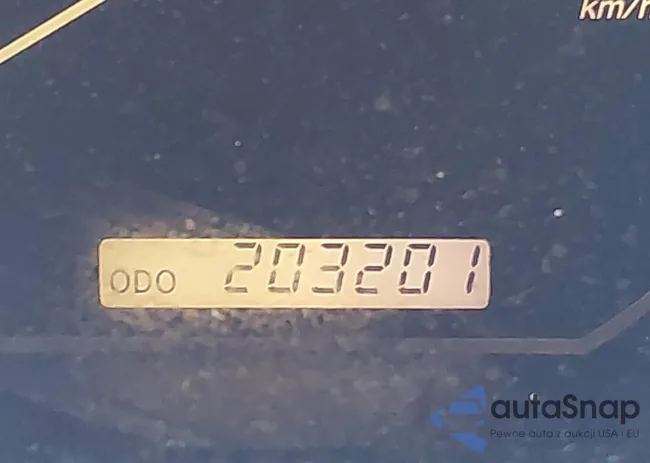 km/h
ODO 203201
autaSnap
Pewne auta z aukcji USA i EU